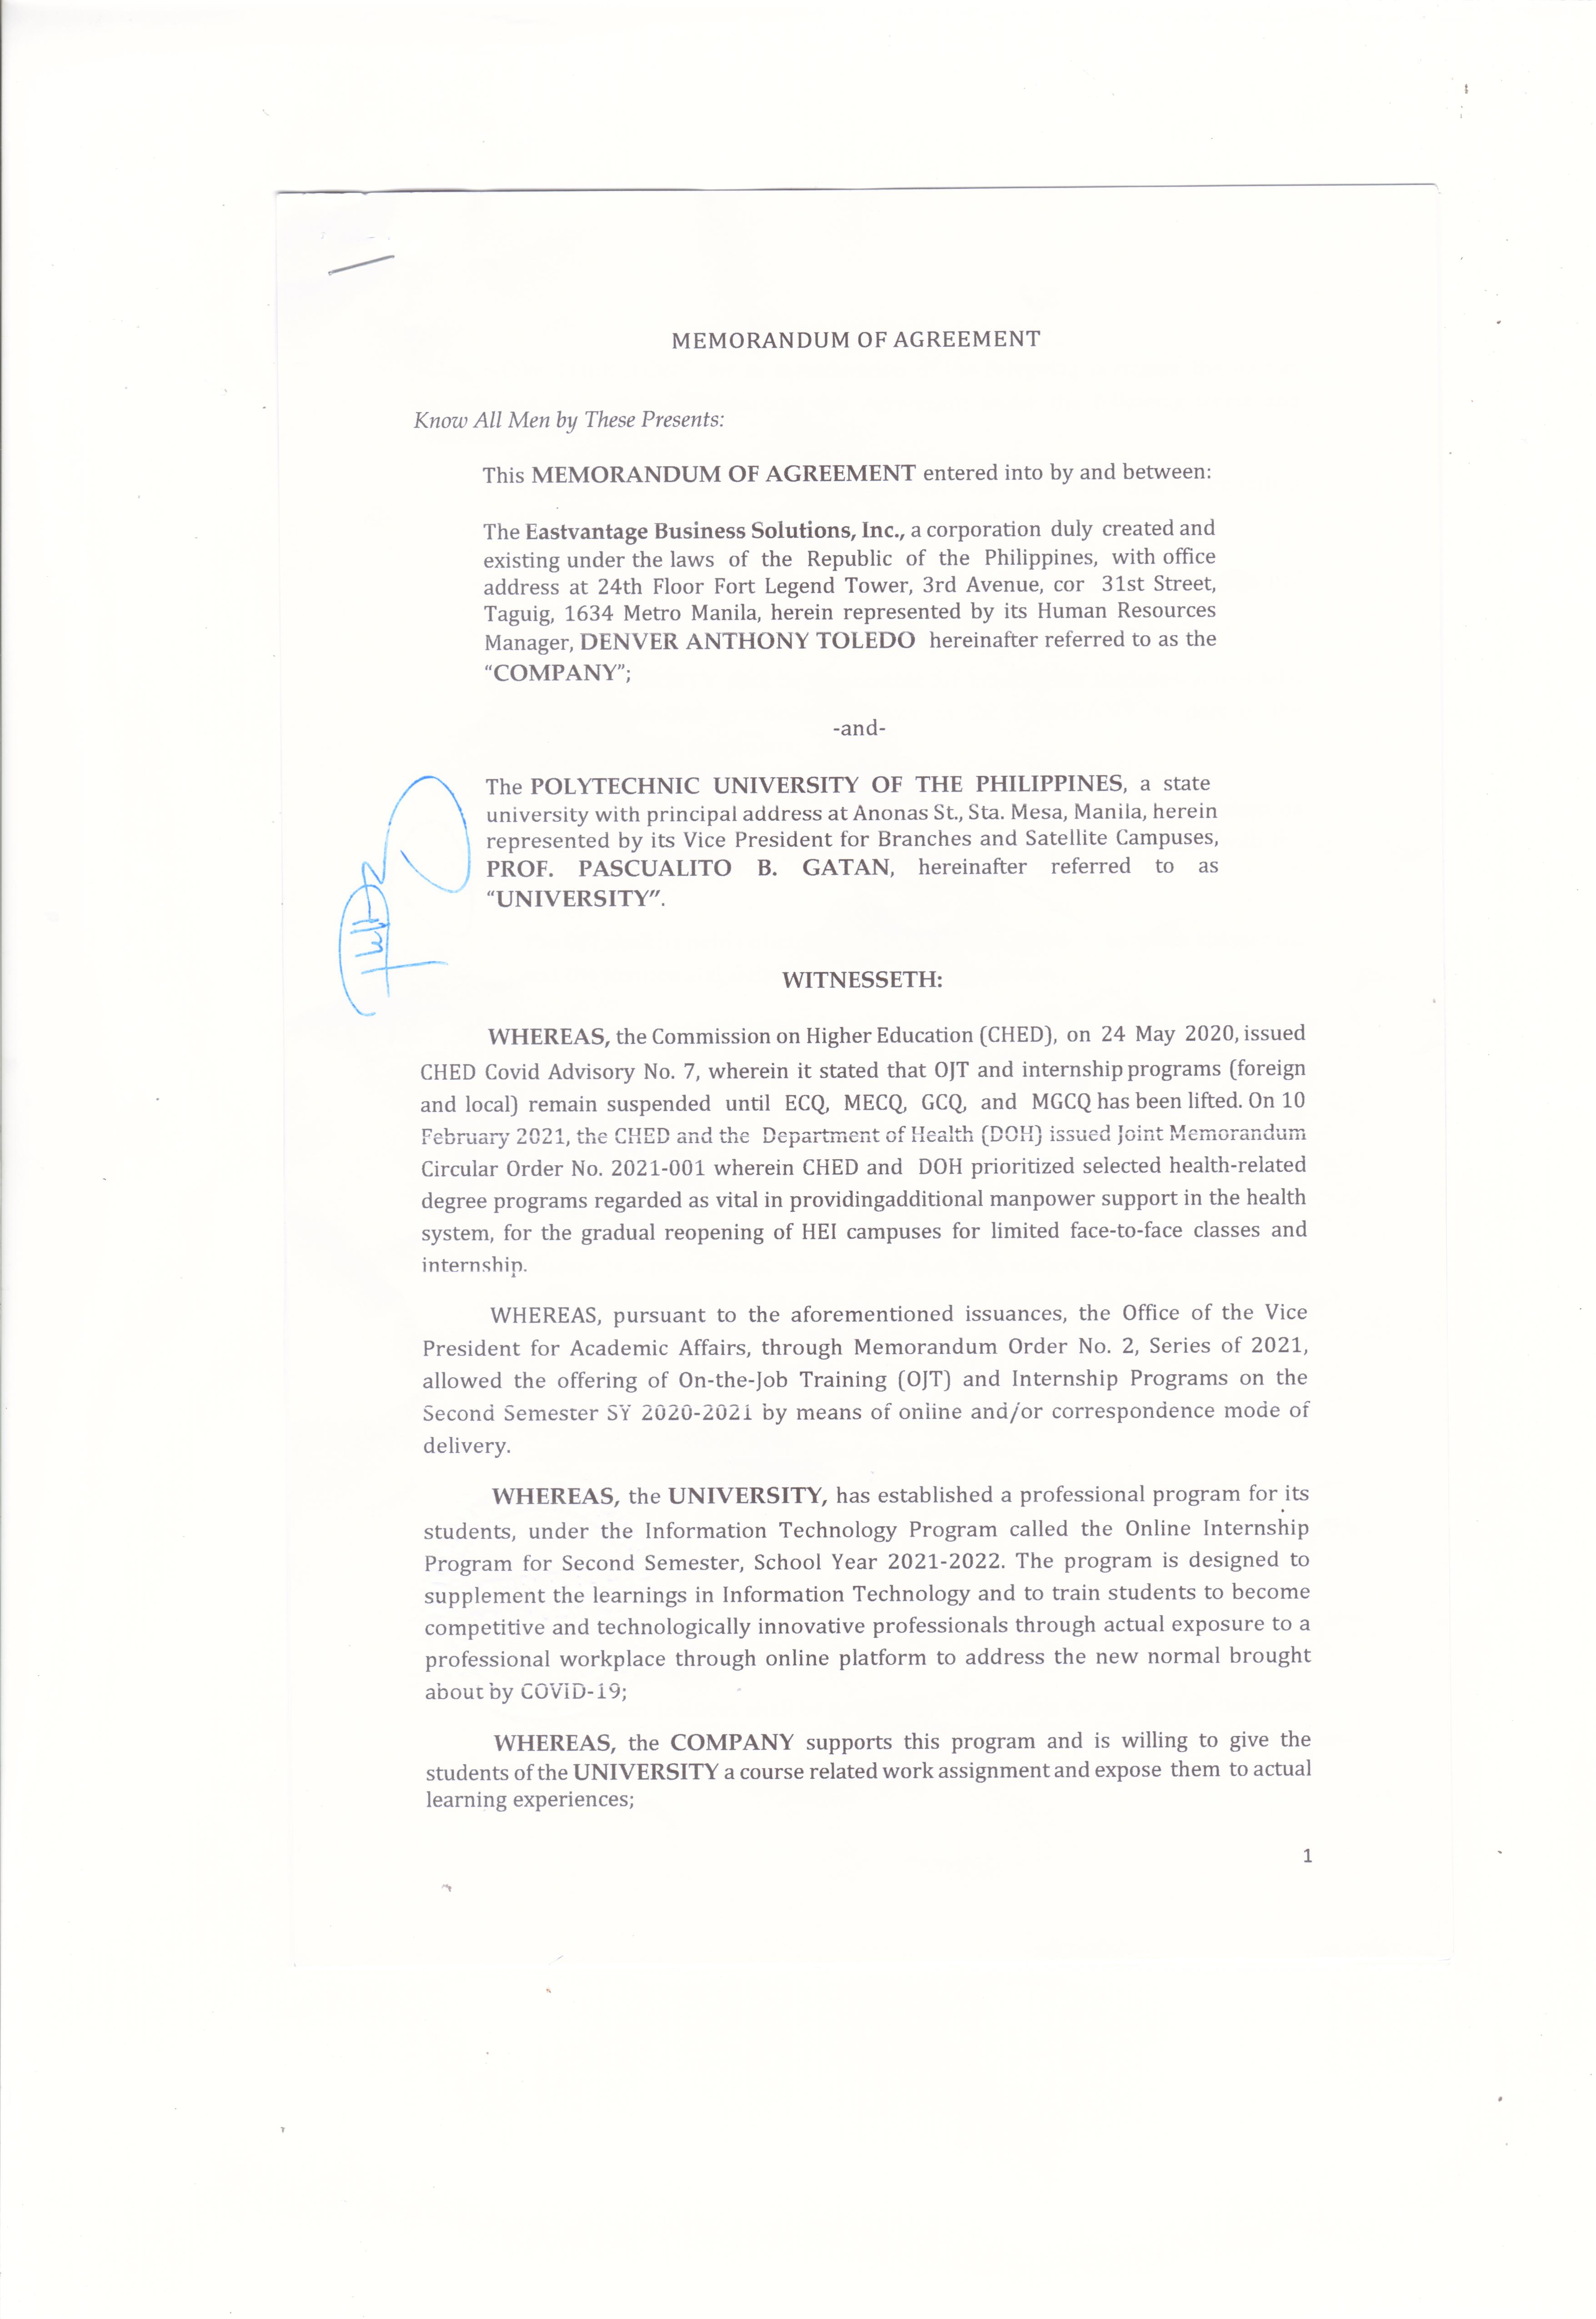 MEMORANDUM OF AGREEMENT
Know All Men by These Presents:
This MEMORANDUM OF AGREEMENT entered into by and between:
The Eastvantage Business Solutions, Inc., a corporation duly created and
existing under the laws of the Republic of the Philippines, with office
address at 24th Floor Fort Legend Tower, 3rd Avenue, cor 31st Street,
Taguig, 1634 Metro Manila, herein represented by its Human Resources
Manager, DENVER ANTHONY TOLEDO hereinafter referred to as the
“COMPANY”;
-and-
The POLYTECHNIC UNIVERSITY OF THE PHILIPPINES, a state
university with principal address at Anonas St., Sta. Mesa, Manila, herein
represented by its Vice President for Branches and Satellite Campuses,
PROF. PASCUALITO B. GATAN, hereinafter referred to as
“UNIVERSITY”.
WITNESSETH:
WHEREAS, the Commission on Higher Education (CHED), on 24 May 2020, issued
CHED Covid Advisory No. 7, wherein it stated that OJT and internship programs (foreign
and local) remain suspended until ECQ, MECQ, GCQ, and MGCQ has been lifted. On 10
February 2021, the CHED and the Department of Health (DOH) issued Joint Memorandum
Circular Order No. 2021-001 wherein CHED and DOH prioritized selected health-related
degree programs regarded as vital in providingadditional manpower support in the health
system, for the gradual reopening of HEI campuses for limited face-to-face classes and
internship.
WHEREAS, pursuant to the aforementioned issuances, the Office of the Vice
President for Academic Affairs, through Memorandum Order No. 2, Series of 2021,
allowed the offering of On-the-Job Training (OJT) and Internship Programs on the
Second Semester SY 2020-2021 by means of online and/or correspondence mode of
delivery.
WHEREAS, the UNIVERSITY, has established a professional program for its
students, under the Information Technology Program called the Online Internship
Program for Second Semester, School Year 2021-2022. The program is designed to
supplement the learnings in Information Technology and to train students to become
competitive and technologically innovative professionals through actual exposure to a
professional workplace through online platform to address the new normal brought
about by COVID-19;
WHEREAS, the COMPANY supports this program and is willing to give the
students of the UNIVERSITY a course related work assignment and expose them to actual
learning experiences;
1